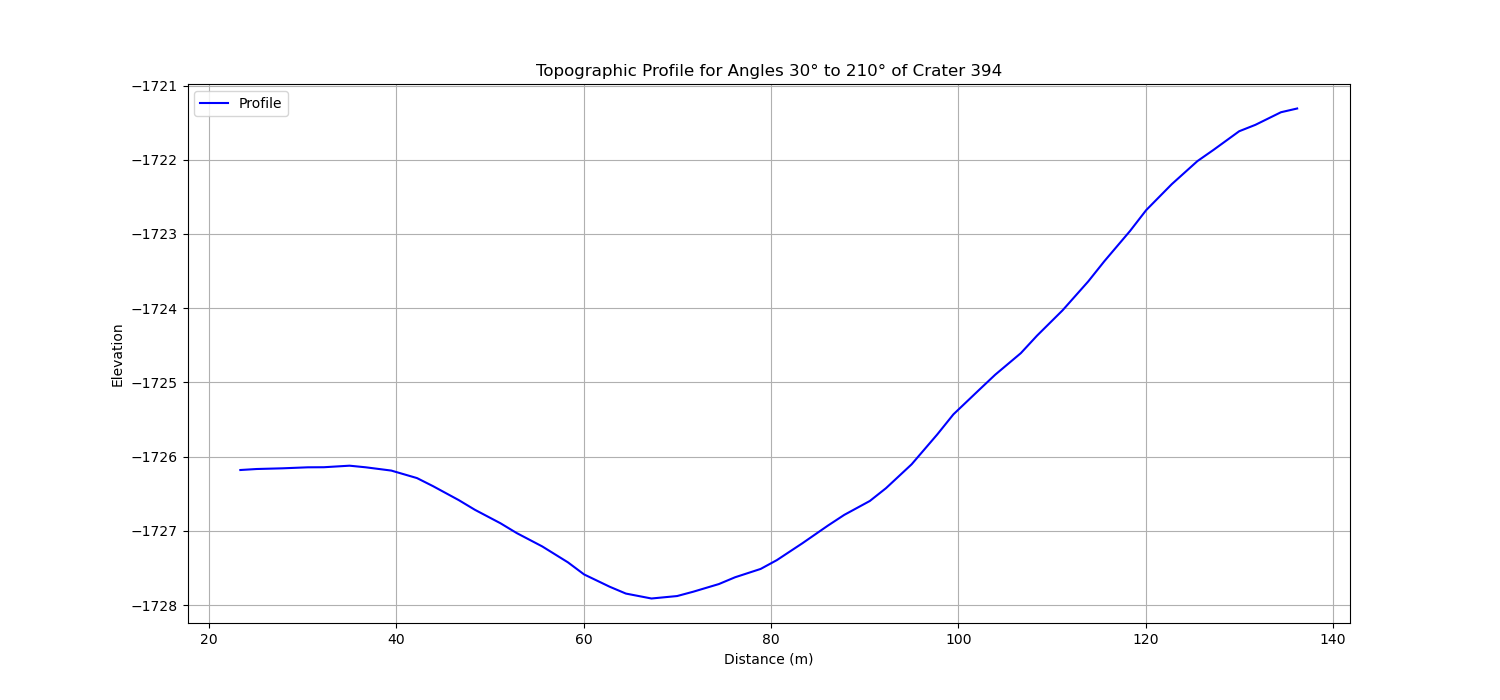 Topographic Profile for Angles 30° to 210° of Crater 394
Profile
Elevation
−1721
−1722
−1723
−1724
−1725
−1726
−1727
−1728
20 40 60 80 100 120 140
Distance (m)